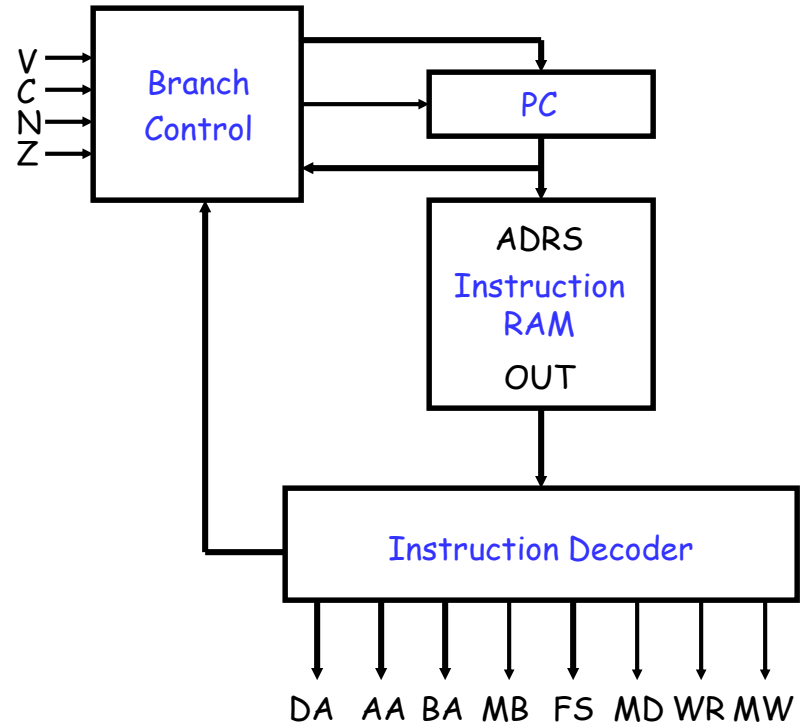 V
C
N
Z
Branch
Control
PC
ADRS
Instruction
RAM
OUT
Instruction Decoder
DA AA BA MB FS MD WR MW